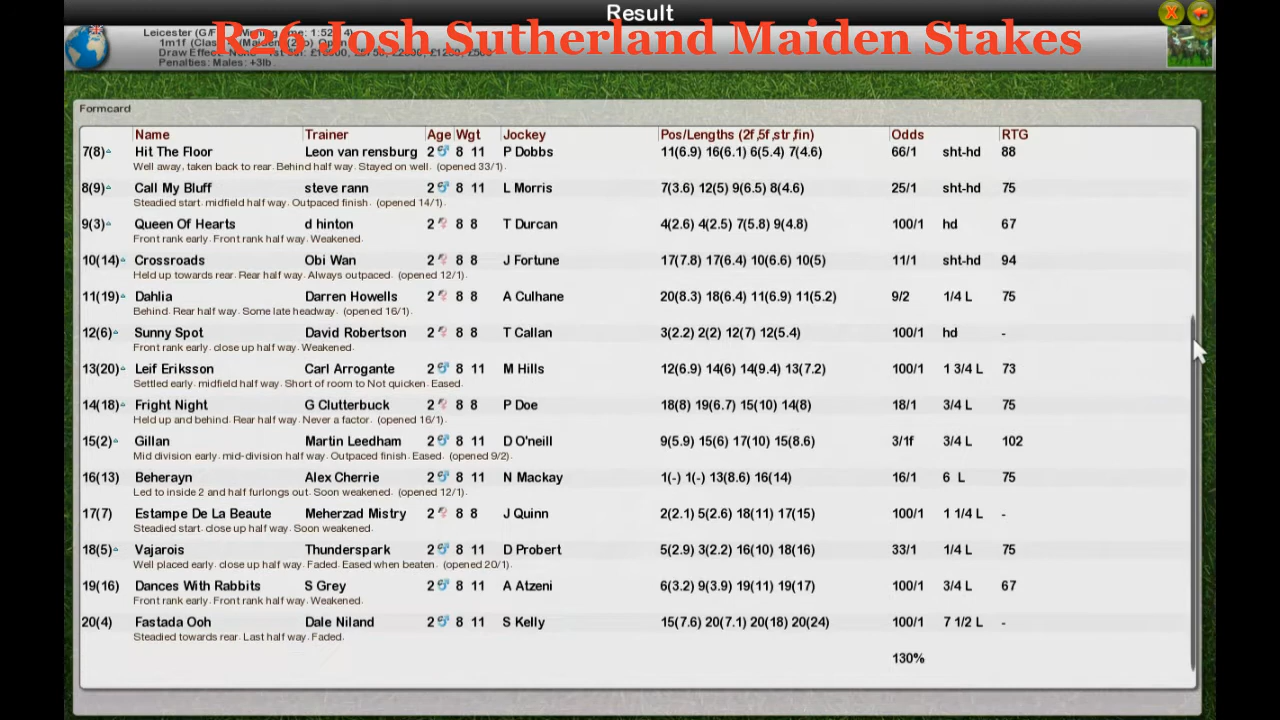 Result
R26 Josh Sutherland Maiden Stakes
Leicester
1m1f
Draw Effect
Penalties: Males: +3lb
Formcard
Name Trainer Age Wgt Jockey Pos/Lengths (2f,5f,str,fin) Odds RTG
7(8) Hit The Floor Leon van rensburg 2 8 11 P Dobbs 11(6.9) 16(6.1) 6(5.4) 7(4.6) 66/1 sht-hd 88
Well away, taken back to rear. Behind half way. Stayed on well. (opened 33/1).
8(9) Call My Bluff steve rann 2 8 11 L Morris 7(3.6) 12(5) 9(6.5) 8(4.6) 25/1 sht-hd 75
Steadied start. midfield half way. Outpaced finish. (opened 14/1).
9(3) Queen Of Hearts d hinton 2 8 8 T Durcan 4(2.6) 4(2.5) 7(5.8) 9(4.8) 100/1 hd 67
Front rank early. Front rank half way. Weakened.
10(14) Crossroads Obi Wan 2 8 8 J Fortune 17(7.8) 17(6.4) 10(6.6) 10(5) 11/1 sht-hd 94
Held up towards rear. Rear half way. Always outpaced. (opened 12/1).
11(19) Dahlia Darren Howells 2 8 8 A Culhane 20(8.3) 18(6.4) 11(6.9) 11(5.2) 9/2 1/4 L 75
Behind. Rear half way. Some late headway. (opened 16/1).
12(6) Sunny Spot David Robertson 2 8 8 T Callan 3(2.2) 2(2) 12(7) 12(5.4) 100/1 hd -
Front rank early. close up half way. Weakened.
13(20) Leif Eriksson Carl Arrogante 2 8 11 M Hills 12(6.9) 14(6) 14(9.4) 13(7.2) 100/1 1 3/4 L 73
Settled early. midfield half way. Short of room to Not quicken. Eased.
14(18) Fright Night G Clutterbuck 2 8 8 P Doe 18(8) 19(6.7) 15(10) 14(8) 18/1 3/4 L 75
Held up and behind. Rear half way. Never a factor. (opened 16/1).
15(2) Gillan Martin Leedham 2 8 11 D O'neill 9(5.9) 15(6) 17(10) 15(8.6) 3/1f 3/4 L 102
Mid division early. mid-division half way. Outpaced finish. Eased. (opened 9/2).
16(13) Beherayn Alex Cherrie 2 8 11 N Mackay 1(-) 1(-) 13(8.6) 16(14) 16/1 6 L 75
Led to inside 2 and half furlongs out. Soon weakened. (opened 12/1).
17(7) Estampe De La Beaute Meherzad Mistry 2 8 8 J Quinn 2(2.1) 5(2.6) 18(11) 17(15) 100/1 1 1/4 L -
Steadied start. close up half way. Soon weakened.
18(5) Vajarois Thunderspark 2 8 11 D Probert 5(2.9) 3(2.2) 16(10) 18(16) 33/1 1/4 L 75
Well placed early. close up half way. Faded. Eased when beaten. (opened 20/1).
19(16) Dances With Rabbits S Grey 2 8 11 A Atzeni 6(3.2) 9(3.9) 19(11) 19(17) 100/1 3/4 L 67
Front rank early. Front rank half way. Weakened.
20(4) Fastada Ooh Dale Niland 2 8 11 S Kelly 15(7.6) 20(7.1) 20(18) 20(24) 100/1 7 1/2 L -
Steadied towards rear. Last half way. Faded.
130%